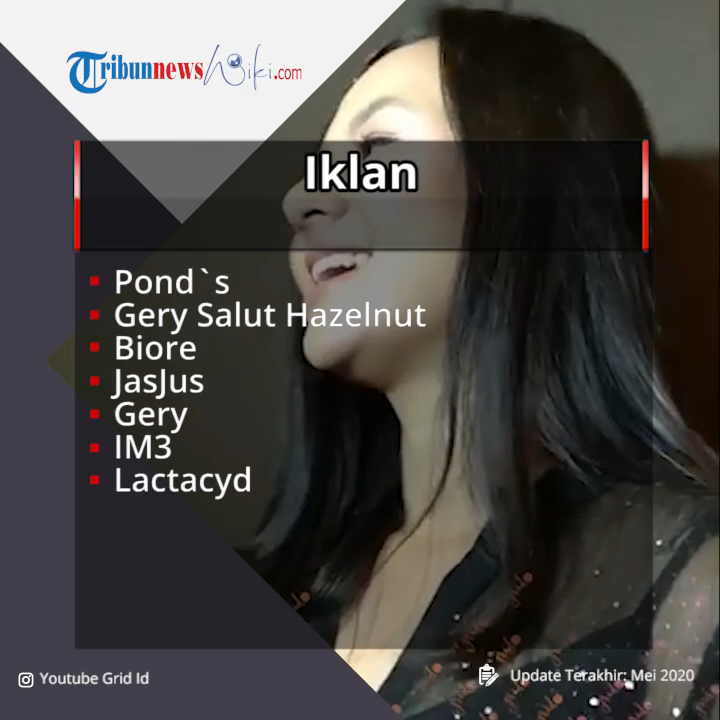 TribunnewsWiki.com
Iklan
Pond`s
Gery Salut Hazelnut
Biore
JasJus
Gery
IM3
Lactacyd
Youtube Grid Id
Update Terakhir: Mei 2020